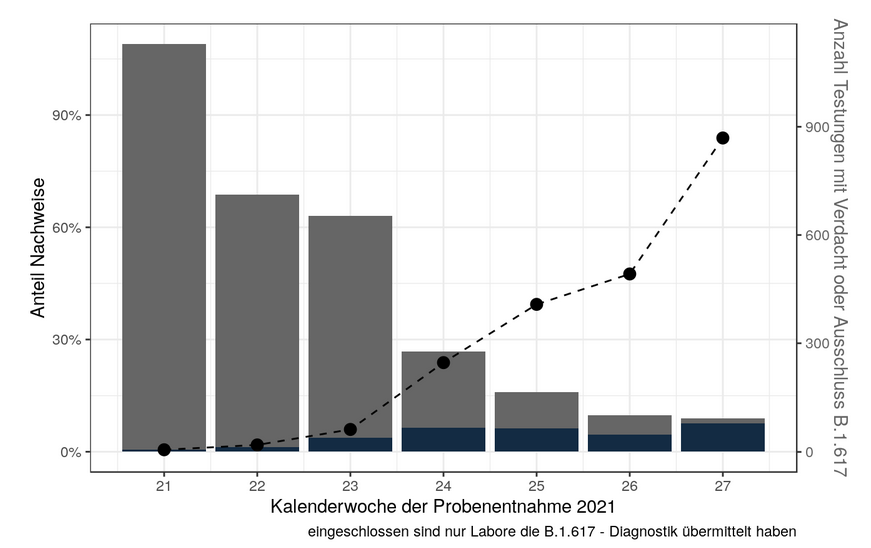 Anteil Nachweise
90%
60%
30%
0%
900
600
300
0
Anzahl Testungen mit Verdacht oder Ausschluss B.1.617
21 22 23 24 25 26 27
Kalenderwoche der Probenentnahme 2021
eingeschlossen sind nur Labore die B.1.617 - Diagnostik übermittelt haben